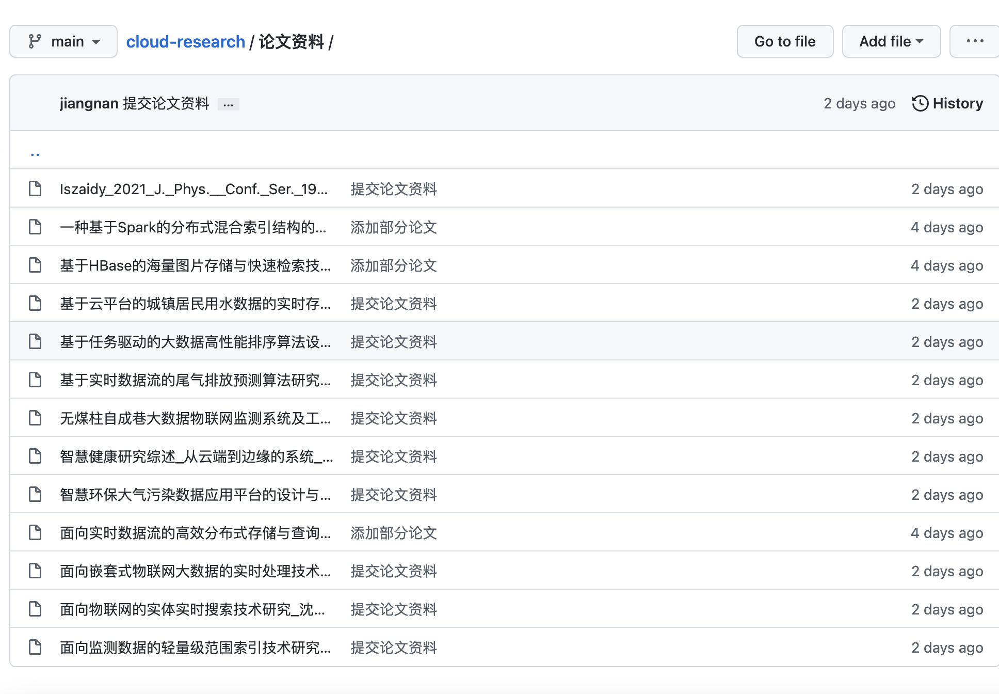 main cloud-research / 论文资料 / Go to file Add file ...
jiangnan 提交论文资料 ... 2 days ago History
..
Iszaidy_2021_J._Phys.__Conf._Ser._19... 提交论文资料 2 days ago
一种基于Spark的分布式混合索引结构的... 添加部分论文 4 days ago
基于HBase的海量图片存储与快速检索技... 添加部分论文 4 days ago
基于云平台的城镇居民用水数据的实时存... 提交论文资料 2 days ago
基于任务驱动的大数据高性能排序算法设... 提交论文资料 2 days ago
基于实时数据流的尾气排放预测算法研究... 提交论文资料 2 days ago
无煤柱自成巷大数据物联网监测系统及工... 提交论文资料 2 days ago
智慧健康研究综述_从云端到边缘的系统_... 提交论文资料 2 days ago
智慧环保大气污染数据应用平台的设计与... 提交论文资料 2 days ago
面向实时数据流的高效分布式存储与查询... 添加部分论文 4 days ago
面向嵌套式物联网大数据的实时处理技术... 提交论文资料 2 days ago
面向物联网的实体实时搜索技术研究_沈... 提交论文资料 2 days ago
面向监测数据的轻量级范围索引技术研究... 提交论文资料 2 days ago